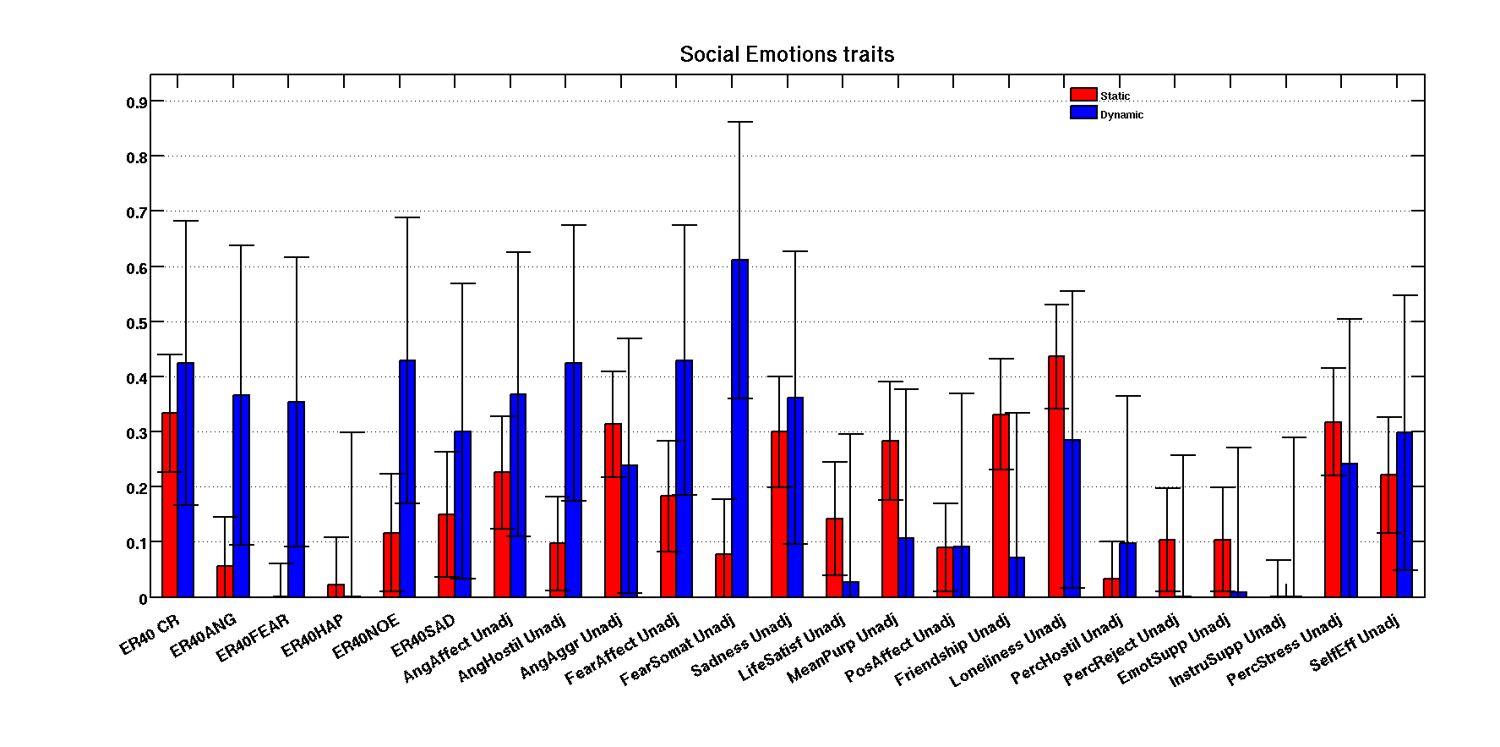 Social Emotions traits
Static
Dynamic
0.9
0.8
0.7
0.6
0.5
0.4
0.3
0.2
0.1
0
ER40 CR
ER40ANG
ER40FEAR
ER40HAP
ER40NOE
ER40SAD
AngAffect Unadj
AngHostil Unadj
AngAggr Unadj
FearAffect Unadj
FearSomat Unadj
Sadness Unadj
LifeSatisf Unadj
MeanPurp Unadj
PosAffect Unadj
Friendship Unadj
Loneliness Unadj
PercHostil Unadj
PercReject Unadj
EmotSupp Unadj
InstruSupp Unadj
PercStress Unadj
SelfEff Unadj